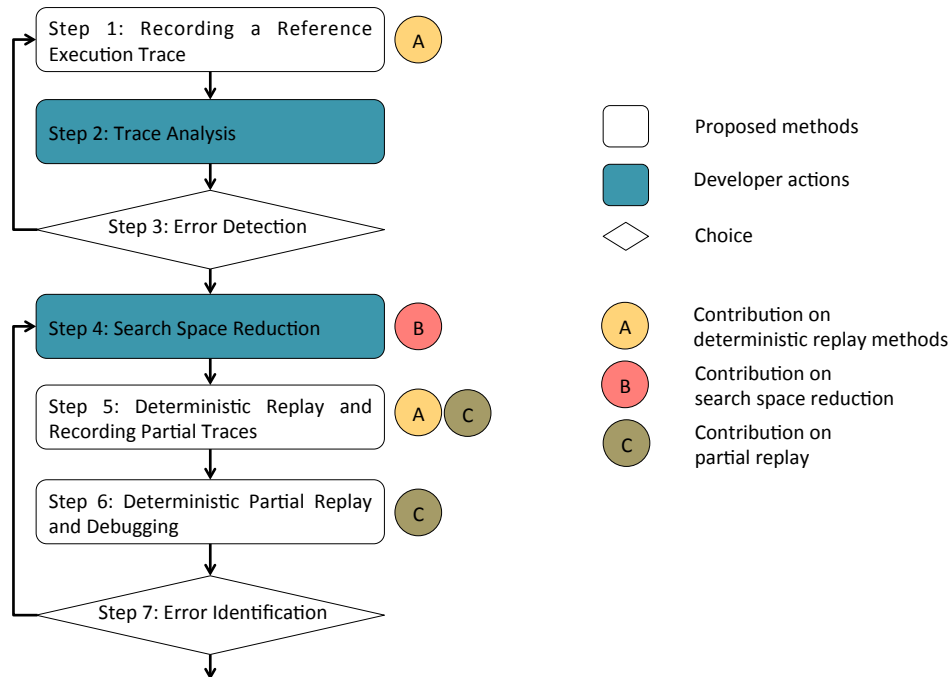 Step 1: Recording a Reference
Execution Trace
A
Step 2: Trace Analysis
Step 3: Error Detection
Step 4: Search Space Reduction
B
Step 5: Deterministic Replay and
Recording Partial Traces
A
C
Step 6: Deterministic Partial Replay
and Debugging
C
Step 7: Error Identification
Proposed methods
Developer actions
Choice
A
Contribution on
deterministic replay methods
B
Contribution on
search space reduction
C
Contribution on
partial replay